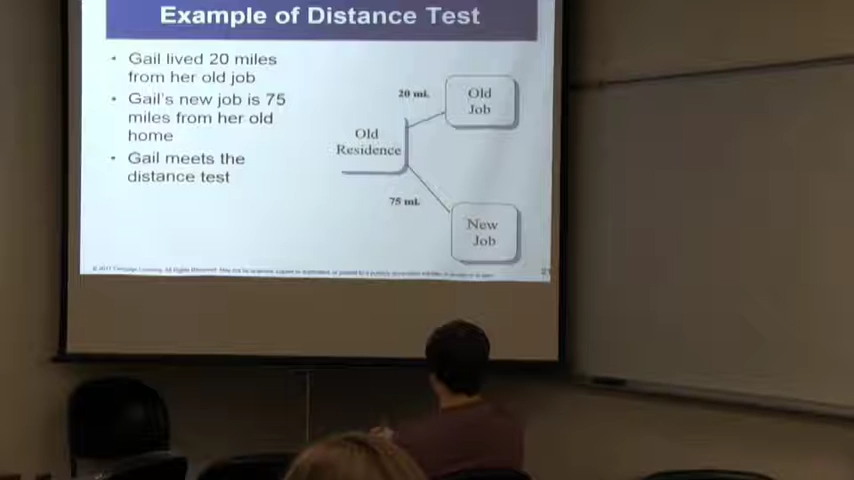 Example of Distance Test
• Gail lived 20 miles
from her old job
• Gail's new job is 75
miles from her old
home
• Gail meets the
distance test
20 mi.
Old
Job
Old
Residence
75 mi.
New
Job